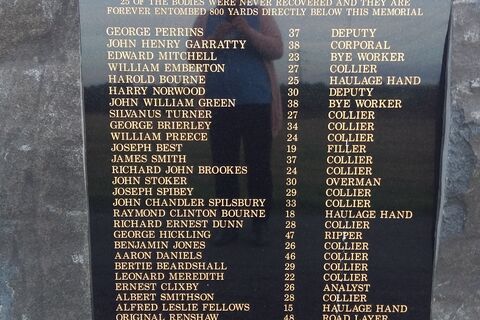 25 OF THE BODIES WERE NEVER RECOVERED AND THEY ARE
FOREVER ENTOMBED 800 YARDS DIRECTLY BELOW THIS MEMORIAL
GEORGE PERRINS 37 DEPUTY
JOHN HENRY GARRATTY 38 CORPORAL
EDWARD MITCHELL 23 BYE WORKER
WILLIAM EMBERTON 27 COLLIER
HAROLD BOURNE 25 HAULAGE HAND
HARRY NORWOOD 30 DEPUTY
JOHN WILLIAM GREEN 38 BYE WORKER
SILVANUS TURNER 27 COLLIER
GEORGE BRIERLEY 34 COLLIER
WILLIAM PREECE 24 COLLIER
JOSEPH BEST 19 FILLER
JAMES SMITH 37 COLLIER
RICHARD JOHN BROOKES 24 COLLIER
JOHN STOKER 30 OVERMAN
JOSEPH SPIBEY 29 COLLIER
JOHN CHANDLER SPILSBURY 33 COLLIER
RAYMOND CLINTON BOURNE 18 HAULAGE HAND
RICHARD ERNEST DUNN 28 COLLIER
GEORGE HICKLING 47 RIPPER
BENJAMIN JONES 26 COLLIER
AARON DANIELS 46 COLLIER
BERTIE BEARDSHALL 29 COLLIER
LEONARD MEREDITH 22 COLLIER
ERNEST CLIXBY 26 ANALYST
ALBERT SMITHSON 28 COLLIER
ALFRED LESLIE FELLOWS 15 HAULAGE HAND
ORIGINAL RENSHAW 48 ROAD LAYER